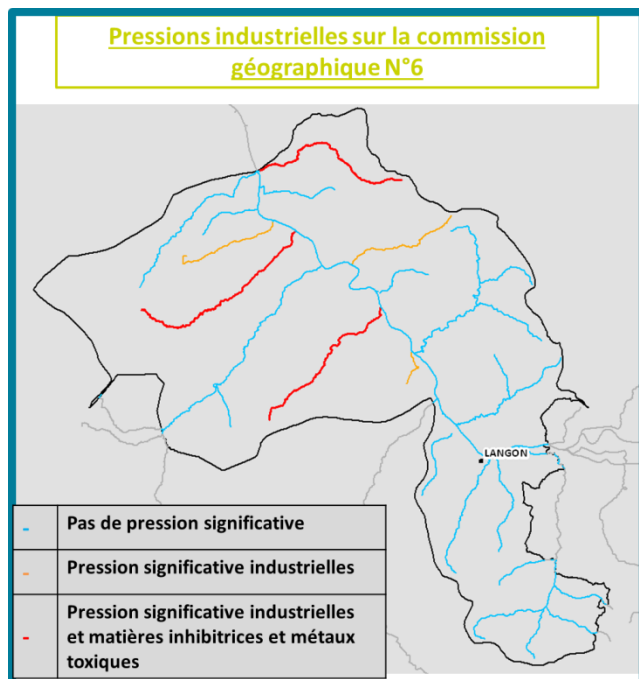 Pressions industrielles sur la commission
géographique N°6
LANGON
- Pas de pression significative
- Pression significative industrielles
- Pression significative industrielles
et matières inhibitrices et métaux
toxiques